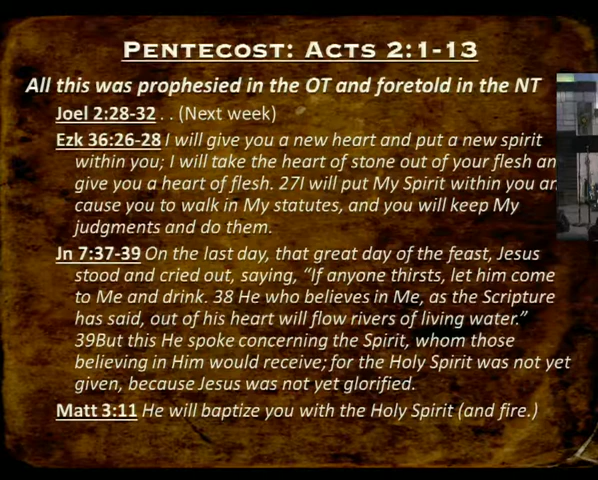 PENTECOST: ACTS 2:1-13
All this was prophesied in the OT and foretold in the NT
Joel 2:28-32 . . (Next week)
Ezk 36:26-28 I will give you a new heart and put a new spirit
within you; I will take the heart of stone out of your flesh an
give you a heart of flesh. 27I will put My Spirit within you an
cause you to walk in My statutes, and you will keep My
judgments and do them.
Jn 7:37-39 On the last day, that great day of the feast, Jesus
stood and cried out, saying, “If anyone thirsts, let him come
to Me and drink. 38 He who believes in Me, as the Scripture
has said, out of his heart will flow rivers of living water.”
39But this He spoke concerning the Spirit, whom those
believing in Him would receive; for the Holy Spirit was not yet
given, because Jesus was not yet glorified.
Matt 3:11 He will baptize you with the Holy Spirit (and fire.)